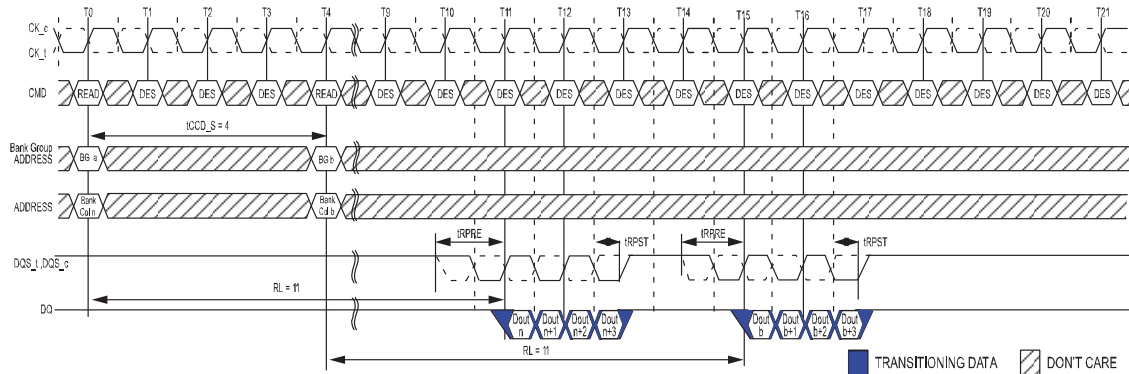 T0 T1 T2 T3 T4 T9 T10 T11 T12 T13 T14 T15 T16 T17 T18 T19 T20 T21
CK_c
CK_t
CMD READ DES DES DES READ DES DES DES DES DES DES DES DES DES DES DES DES DES
tCCD_S = 4
Bank Group
ADDRESS BG a BG b
ADDRESS Bank Col n Bank Col b
tRPRE tRPST tRPRE tRPST
DQS_t ,DQS_c
RL = 11
DQ
Dout n Dout n+1 Dout n+2 Dout n+3 Dout b Dout b+1 Dout b+2 Dout b+3
RL = 11
TRANSITIONING DATA DON'T CARE